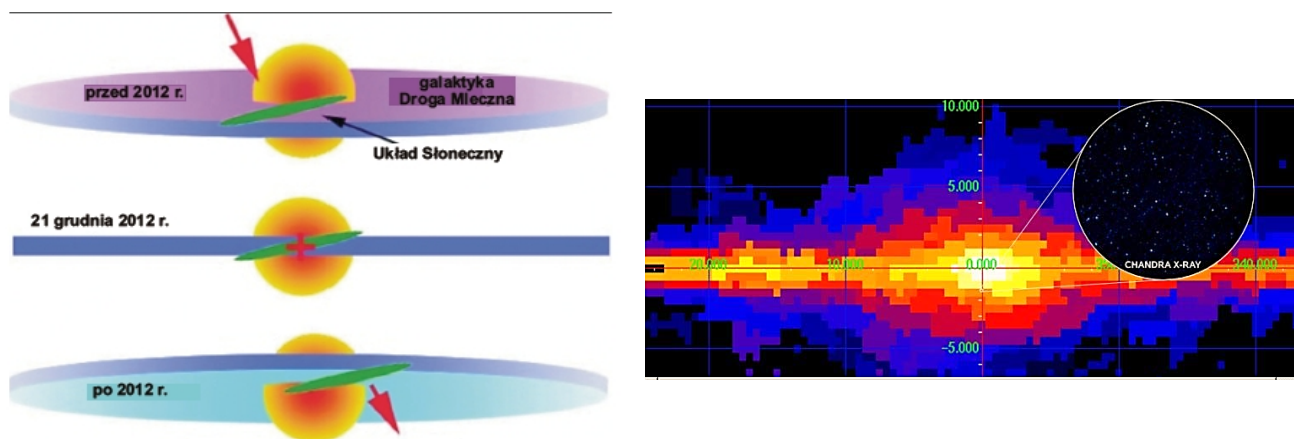 przed 2012 r.
galaktyka
Droga Mleczna
Układ Słoneczny
21 grudnia 2012 r.
po 2012 r.
10.000
5.000
20.000
10.000
0.000
340.000
-5.000
CHANDRA X-RAY